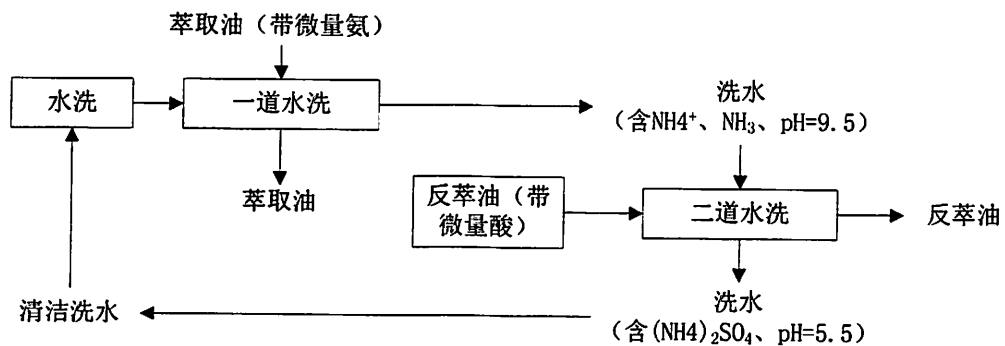 萃取油（带微量氨）
水洗
一道水洗
洗水
（含NH4⁺、NH₃、pH=9.5）
萃取油
反萃油（带
微量酸）
二道水洗
反萃油
清洁洗水
洗水
（含(NH4)₂SO₄、pH=5.5）